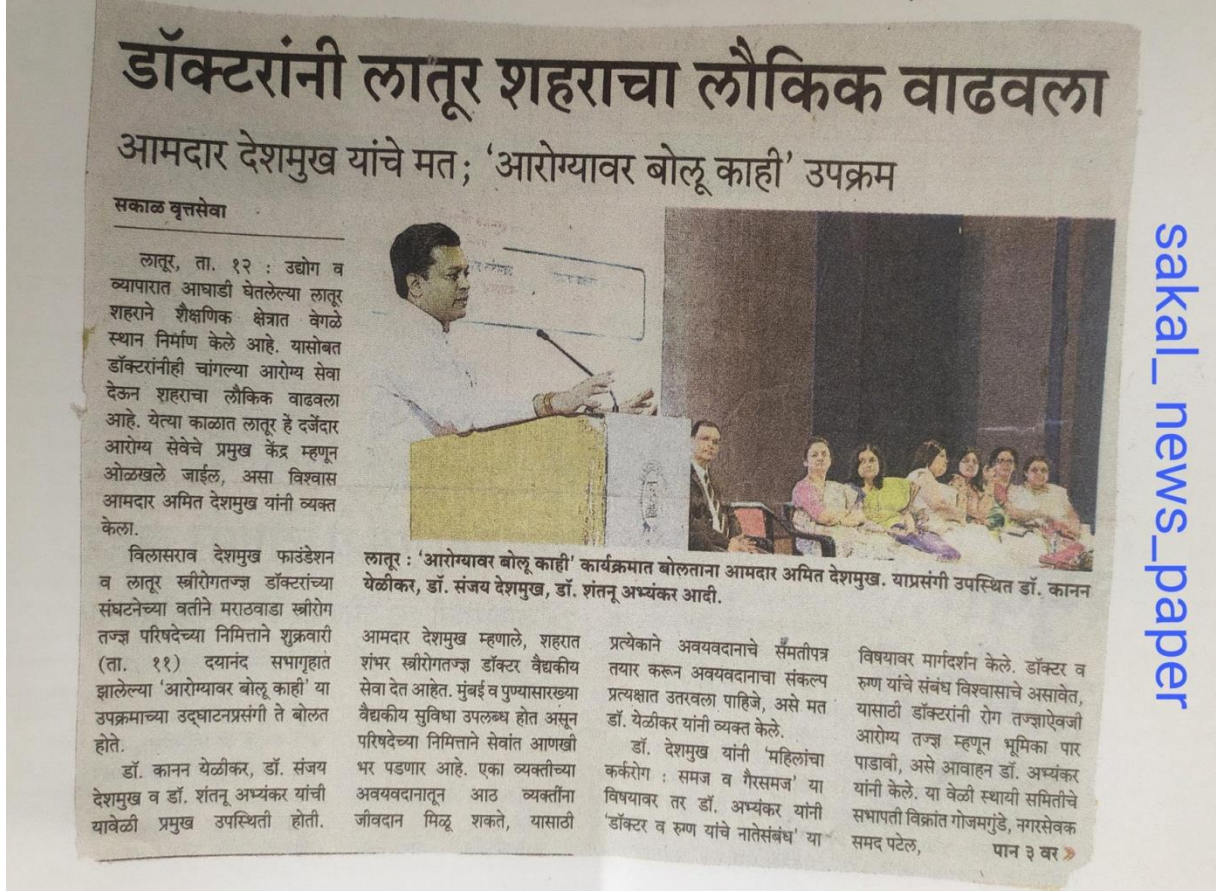 डॉक्टरांनी लातूर शहराचा लौकिक वाढवला
आमदार देशमुख यांचे मत; ‘आरोग्यावर बोलू काही’ उपक्रम
सकाळ वृत्तसेवा
लातूर, ता. १२ : उद्योग व
व्यापारात आघाडी घेतलेल्या लातूर
शहराने शैक्षणिक क्षेत्रात वेगळे
स्थान निर्माण केले आहे. यासोबत
डॉक्टरांनीही चांगल्या आरोग्य सेवा
देऊन शहराचा लौकिक वाढवला
आहे. येत्या काळात लातूर हे दर्जेदार
आरोग्य सेवेचे प्रमुख केंद्र म्हणून
ओळखले जाईल, असा विश्वास
आमदार अमित देशमुख यांनी व्यक्त
केला.
विलासराव देशमुख फाउंडेशन
व लातूर स्त्रीरोगतज्ज्ञ डॉक्टरांच्या
संघटनेच्या वतीने मराठवाडा स्त्रीरोग
तज्ज्ञ परिषदेच्या निमित्ताने शुक्रवारी
(ता. ११) दयानंद सभागृहात
झालेल्या ‘आरोग्यावर बोलू काही’ या
उपक्रमाच्या उद्‍घाटनप्रसंगी ते बोलत
होते.
डॉ. कानन येळीकर, डॉ. संजय
देशमुख व डॉ. शंतनू अभ्यंकर यांची
यावेळी प्रमुख उपस्थिती होती.
लातूर : ‘आरोग्यावर बोलू काही’ कार्यक्रमात बोलताना आमदार अमित देशमुख. याप्रसंगी उपस्थित डॉ. कानन
येळीकर, डॉ. संजय देशमुख, डॉ. शंतनू अभ्यंकर आदी.
आमदार देशमुख म्हणाले, शहरात
शंभर स्त्रीरोगतज्ज्ञ डॉक्टर वैद्यकीय
सेवा देत आहेत. मुंबई व पुण्यासारख्या
वैद्यकीय सुविधा उपलब्ध होत असून
परिषदेच्या निमित्ताने सेवांत आणखी
भर पडणार आहे. एका व्यक्तीच्या
अवयवदानातून आठ व्यक्तींना
जीवदान मिळू शकते, यासाठी
प्रत्येकाने अवयवदानाचे संमतीपत्र
तयार करून अवयवदानाचा संकल्प
प्रत्यक्षात उतरवला पाहिजे, असे मत
डॉ. येळीकर यांनी व्यक्त केले.
डॉ. देशमुख यांनी ‘महिलांचा
कर्करोग : समज व गैरसमज’ या
विषयावर तर डॉ. अभ्यंकर यांनी
‘डॉक्टर व रुग्ण यांचे नातेसंबंध’ या
विषयावर मार्गदर्शन केले. डॉक्टर व
रुग्ण यांचे संबंध विश्वासाचे असावेत,
यासाठी डॉक्टरांनी रोग तज्ज्ञाऐवजी
आरोग्य तज्ज्ञ म्हणून भूमिका पार
पाडावी, असे आवाहन डॉ. अभ्यंकर
यांनी केले. या वेळी स्थायी समितीचे
सभापती विक्रांत गोजमगुंडे, नगरसेवक
समद पटेल,
पान ३ वर »
sakal_ news_paper